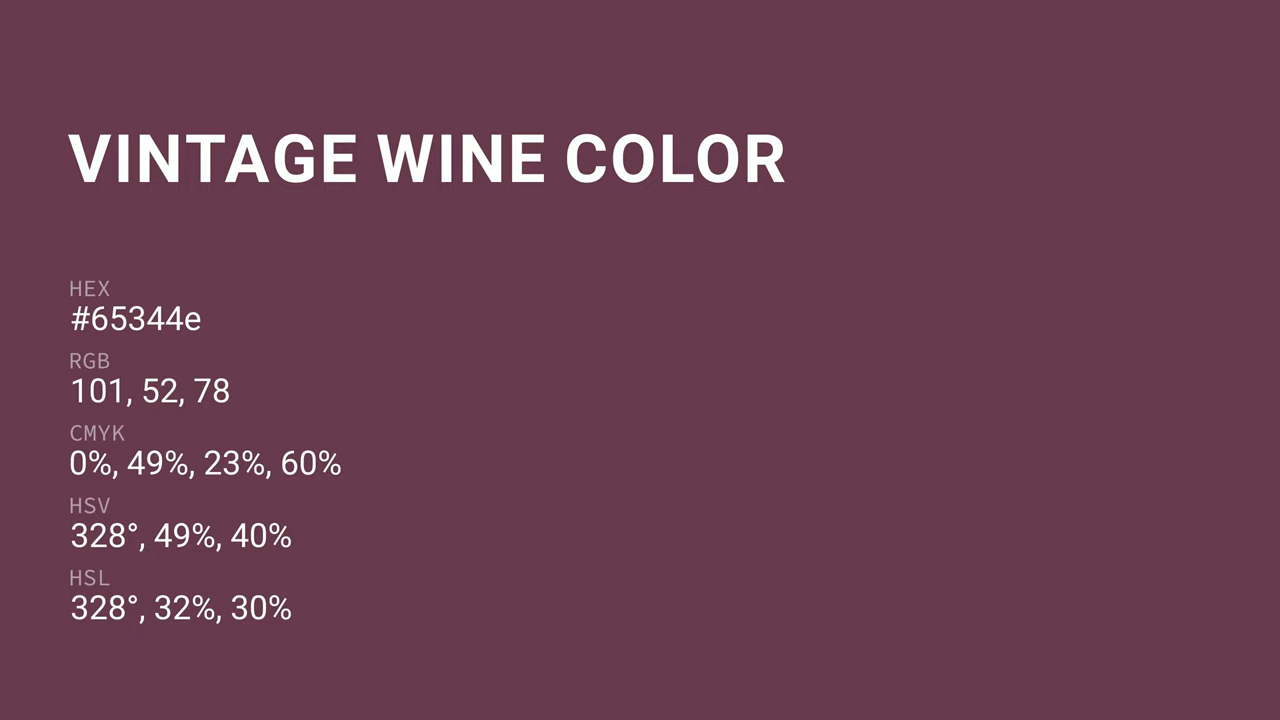 VINTAGE WINE COLOR
HEX
#65344e
RGB
101, 52, 78
CMYK
0%, 49%, 23%, 60%
HSV
328°, 49%, 40%
HSL
328°, 32%, 30%